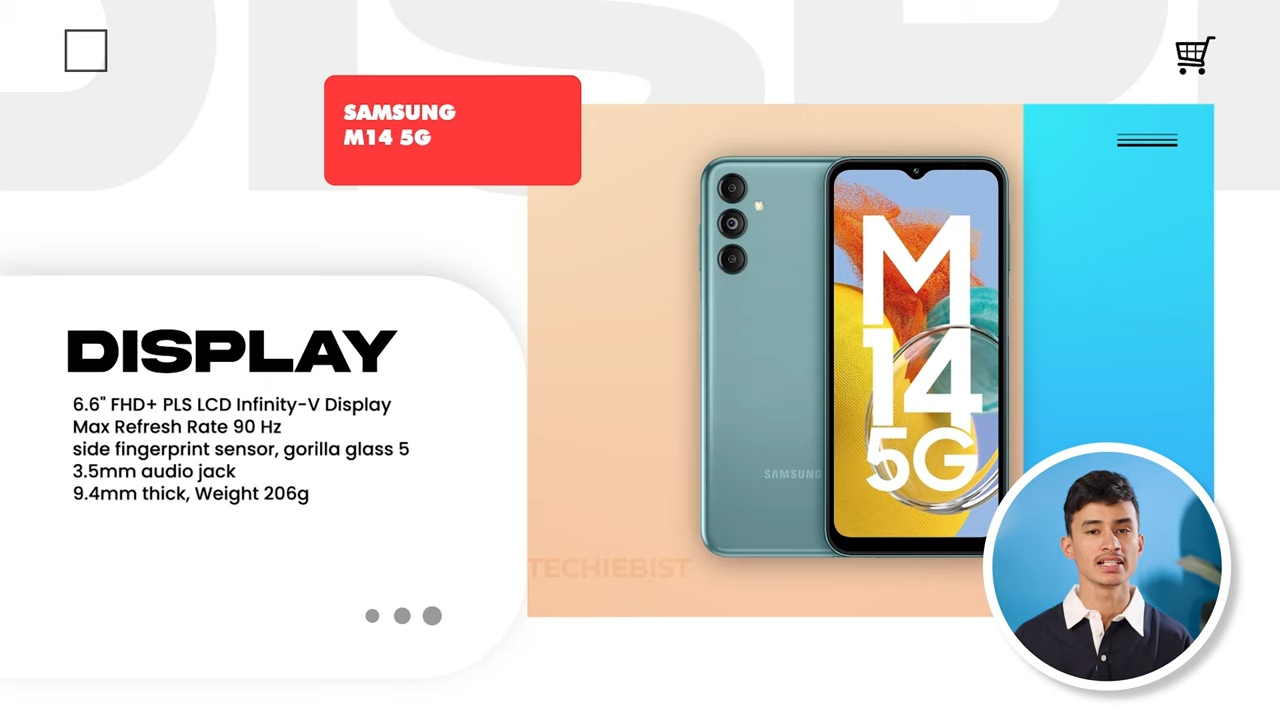 SAMSUNG
M14 5G
DISPLAY
6.6" FHD+ PLS LCD Infinity-V Display
Max Refresh Rate 90 Hz
side fingerprint sensor, gorilla glass 5
3.5mm audio jack
9.4mm thick, Weight 206g
SAMSUNG
M
14
5G
TECHIEBIST